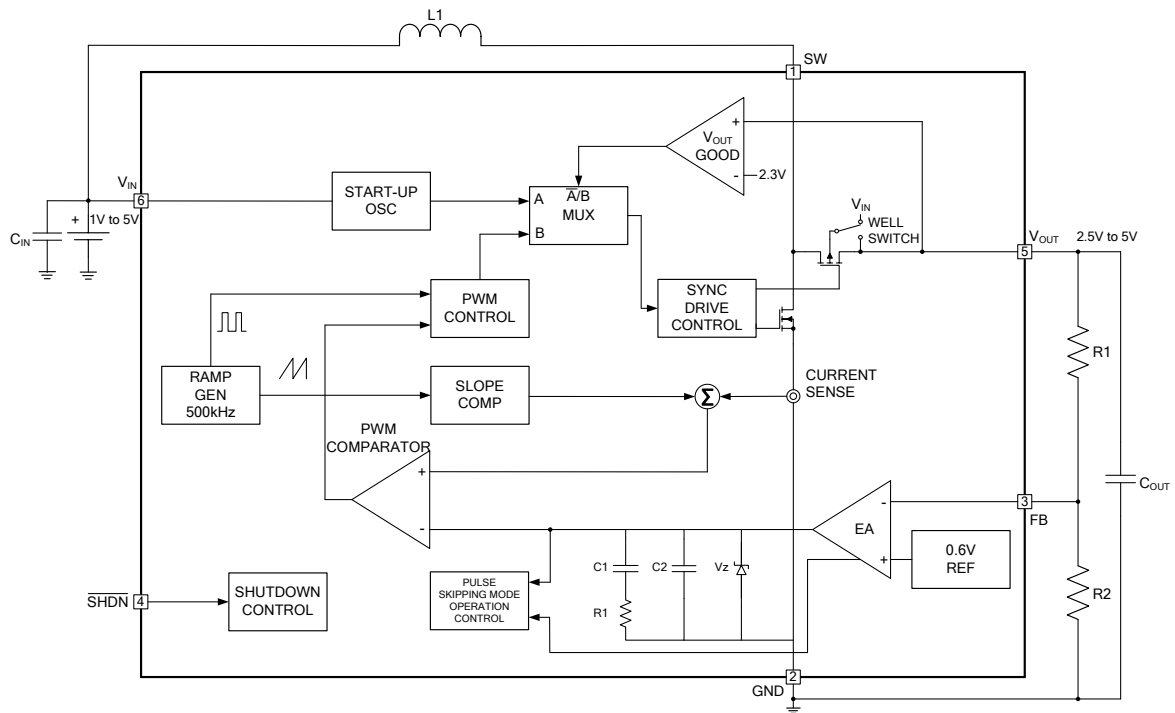 L1
SW
1
+
VOUT
GOOD
-
2.3V
VIN
6
START-UP
OSC
A
A̅/B
MUX
B
VIN
WELL
SWITCH
VOUT
5
2.5V to 5V
CIN
+
1V to 5V
PWM
CONTROL
SYNC
DRIVE
CONTROL
R1
RAMP
GEN
500kHz
SLOPE
COMP
Σ
CURRENT
SENSE
PWM
COMPARATOR
+
-
COUT
-
EA
+
3
FB
0.6V
REF
C1
C2
Vz
R1
PULSE
SKIPPING MODE
OPERATION
CONTROL
R2
S̅H̅D̅N̅
4
SHUTDOWN
CONTROL
2
GND